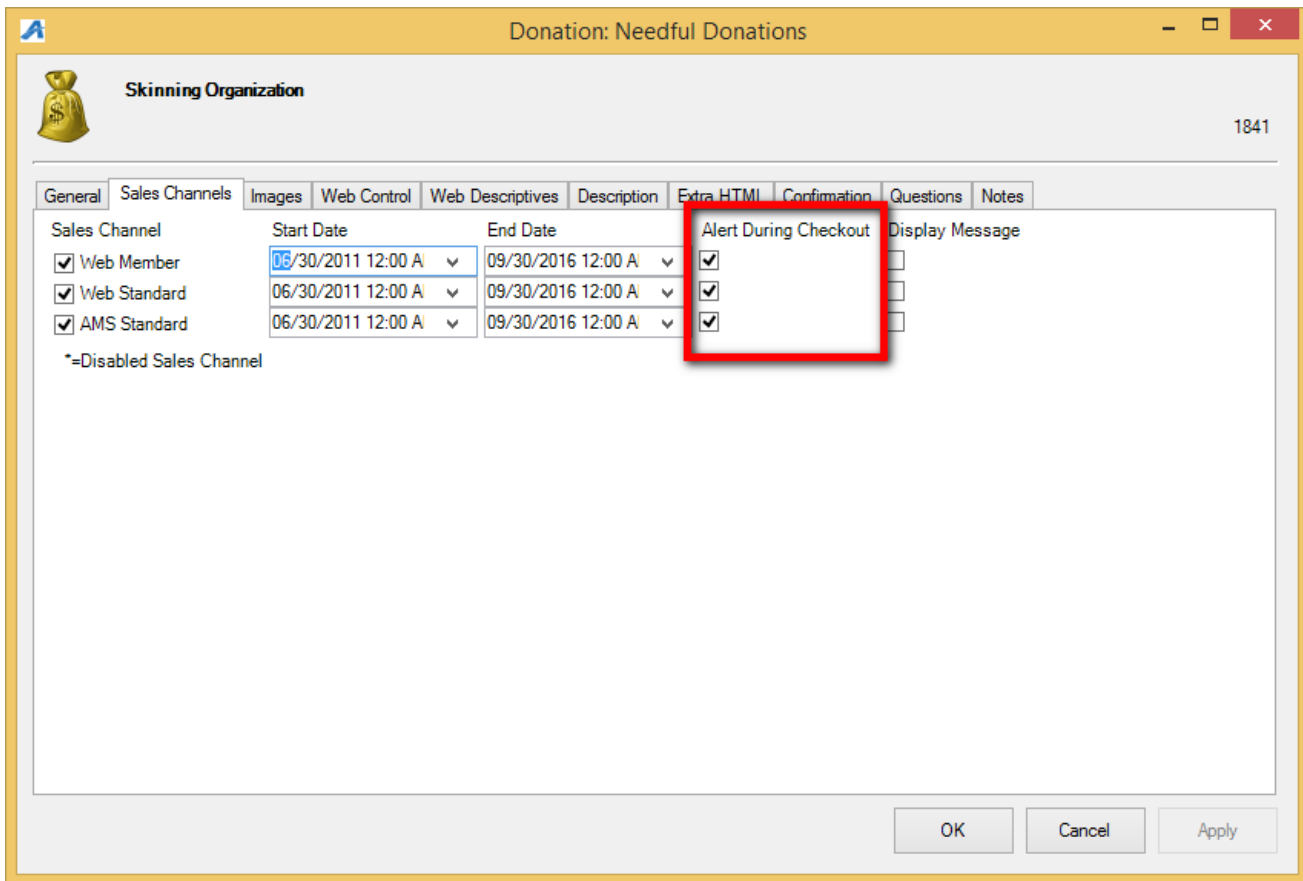 Donation: Needful Donations
Skinning Organization
1841
General Sales Channels Images Web Control Web Descriptives Description Extra HTML Confirmation Questions Notes
Sales Channel Start Date End Date Alert During Checkout Display Message
Web Member 06/30/2011 12:00 A 09/30/2016 12:00 A
Web Standard 06/30/2011 12:00 A 09/30/2016 12:00 A
AMS Standard 06/30/2011 12:00 A 09/30/2016 12:00 A
*=Disabled Sales Channel
OK Cancel Apply